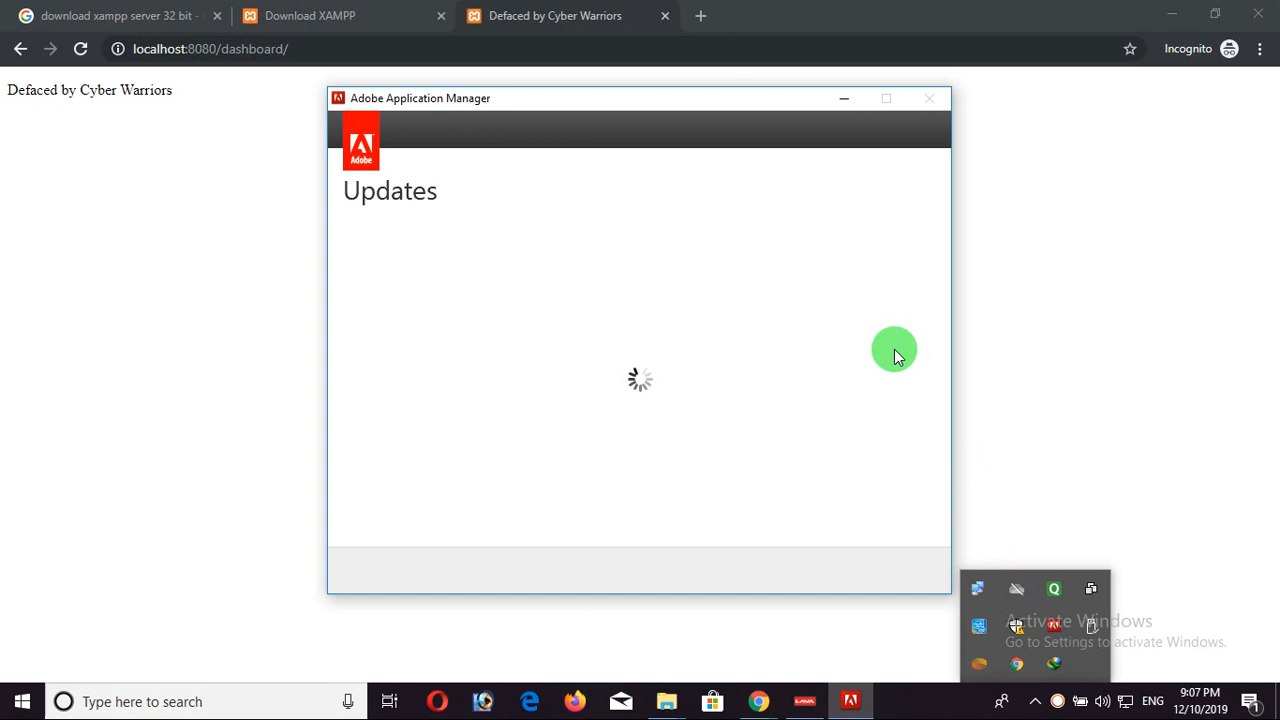 download xampp server 32 bit -
Download XAMPP
Defaced by Cyber Warriors
localhost:8080/dashboard/
Incognito
Defaced by Cyber Warriors
Adobe Application Manager
Adobe
Updates
Q
Activate Windows
Go to Settings to activate Windows.
Type here to search
LAVA
ENG
9:07 PM
12/10/2019
1